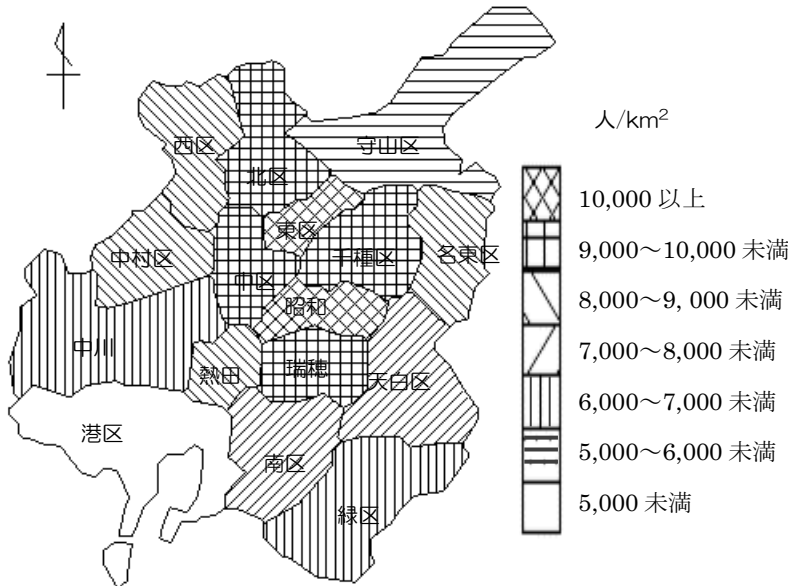 人/km²
西区
守山区
北区
10,000 以上
東区
9,000～10,000 未満
中村区
千種区
名東区
中区
8,000～9, 000 未満
昭和
7,000～8,000 未満
中川
瑞穂
熱田
天白区
6,000～7,000 未満
港区
5,000～6,000 未満
南区
5,000 未満
緑区